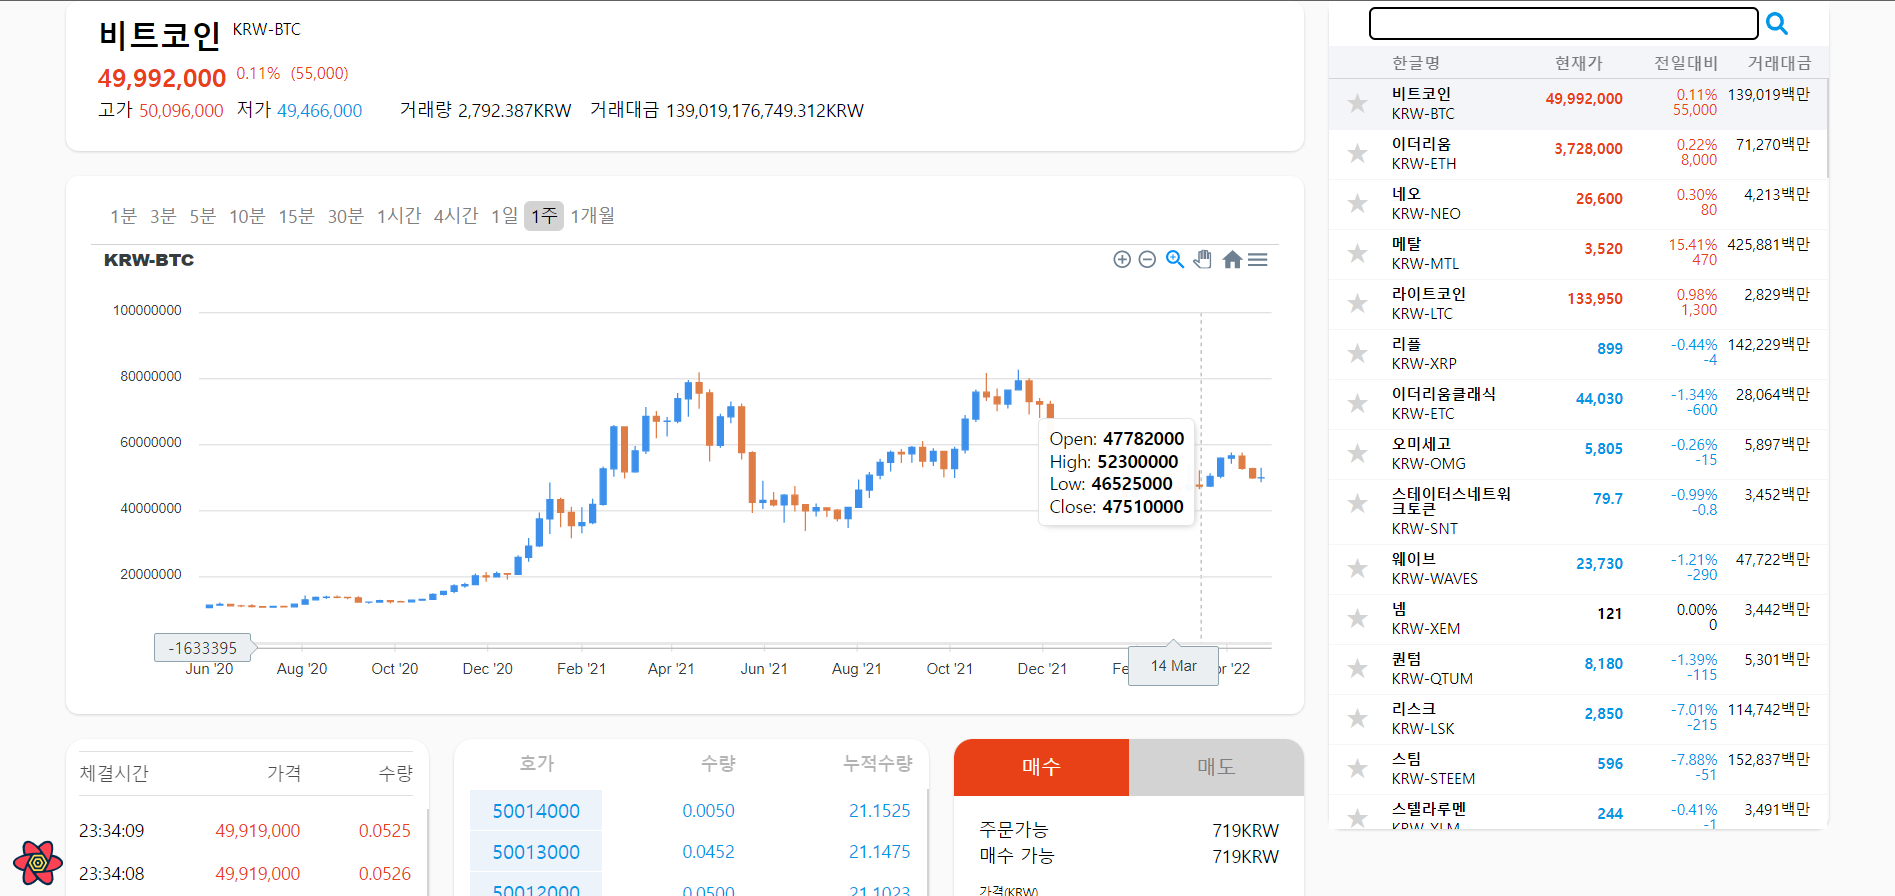 비트코인 KRW-BTC
49,992,000 0.11% (55,000)
고가 50,096,000 저가 49,466,000 거래량 2,792.387KRW 거래대금 139,019,176,749.312KRW
1분 3분 5분 10분 15분 30분 1시간 4시간 1일 1주 1개월
KRW-BTC
100000000
80000000
60000000
40000000
20000000
Open: 47782000
High: 52300000
Low: 46525000
Close: 47510000
-1633395
14 Mar
Jun '20 Aug '20 Oct '20 Dec '20 Feb '21 Apr '21 Jun '21 Aug '21 Oct '21 Dec '21 Fe r '22
체결시간 가격 수량
23:34:09 49,919,000 0.0525
23:34:08 49,919,000 0.0526
호가 수량 누적수량
50014000 0.0050 21.1525
50013000 0.0452 21.1475
50012000 0.0500 21.1023
매수 매도
주문가능 719KRW
매수 가능 719KRW
가격(KRW)
한글명 현재가 전일대비 거래대금
비트코인 49,992,000 0.11% 139,019백만
KRW-BTC 55,000
이더리움 3,728,000 0.22% 71,270백만
KRW-ETH 8,000
네오 26,600 0.30% 4,213백만
KRW-NEO 80
메탈 3,520 15.41% 425,881백만
KRW-MTL 470
라이트코인 133,950 0.98% 2,829백만
KRW-LTC 1,300
리플 899 -0.44% 142,229백만
KRW-XRP -4
이더리움클래식 44,030 -1.34% 28,064백만
KRW-ETC -600
오미세고 5,805 -0.26% 5,897백만
KRW-OMG -15
스테이터스네트워 79.7 -0.99% 3,452백만
크토큰 -0.8
KRW-SNT
웨이브 23,730 -1.21% 47,722백만
KRW-WAVES -290
넴 121 0.00% 3,442백만
KRW-XEM 0
퀀텀 8,180 -1.39% 5,301백만
KRW-QTUM -115
리스크 2,850 -7.01% 114,742백만
KRW-LSK -215
스팀 596 -7.88% 152,837백만
KRW-STEEM -51
스텔라루멘 244 -0.41% 3,491백만
KRW-XLM -1